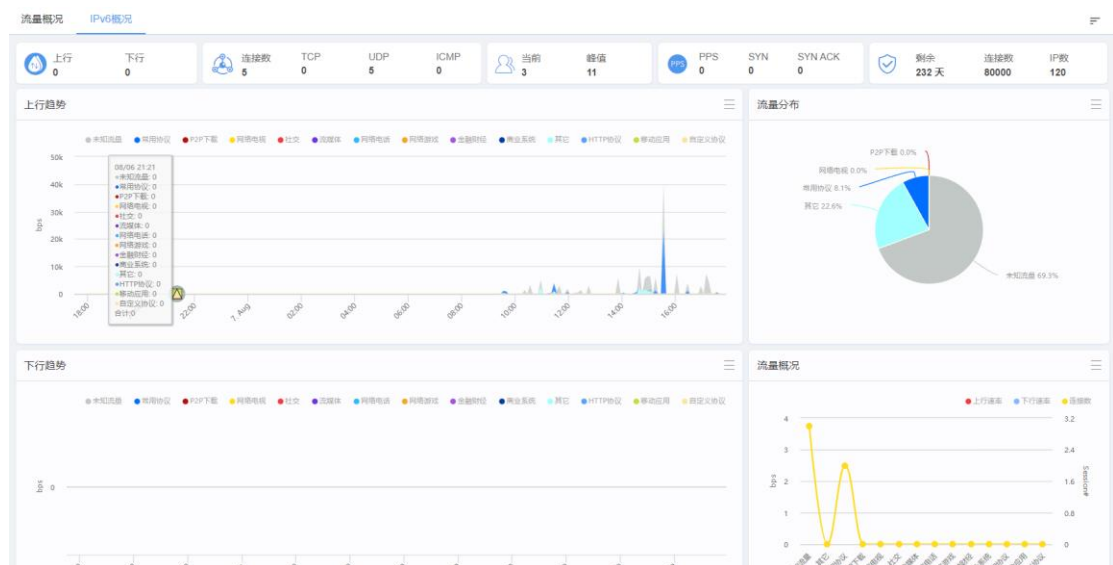 流量概况 IPv6概况
上行 下行 连接数 TCP UDP ICMP 当前 峰值 PPS SYN SYN ACK 剩余 连接数 IP数
0 0 5 0 5 0 3 11 PPS 0 0 0 232 天 80000 120
上行趋势
未知流量 常用协议 P2P下载 网络电视 社交 流媒体 网络电话 网络游戏 金融财经 商业系统 其它 HTTP协议 移动应用 自定义协议
50k
40k
30k
20k
10k
0
bps
08/06 21:21
未知流量: 0
常用协议: 0
P2P下载: 0
网络电视: 0
社交: 0
流媒体: 0
网络电话: 0
网络游戏: 0
金融财经: 0
商业系统: 0
其它: 0
HTTP协议: 0
移动应用: 0
自定义协议: 0
合计:0
18:00 22:00 7. Aug 02:00 04:00 06:00 08:00 10:00 12:00 14:00 16:00
流量分布
P2P下载 0.0%
网络电视 0.0%
常用协议 8.1%
其它 22.6%
未知流量 69.3%
下行趋势
未知流量 常用协议 P2P下载 网络电视 社交 流媒体 网络电话 网络游戏 金融财经 商业系统 其它 HTTP协议 移动应用 自定义协议
bps 0
流量概况
上行速率 下行速率 连接数
4 3.2
3 2.4
2 1.6
1 0.8
0 0
bps
Session#
其它 社交